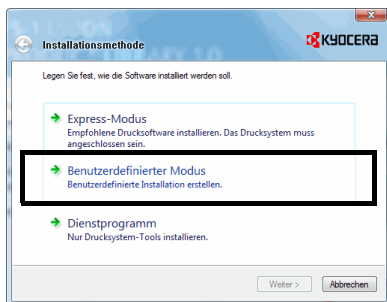 Installationsmethode
KYOCERA
Legen Sie fest, wie die Software installiert werden soll.
Express-Modus
Empfohlene Drucksoftware installieren. Das Drucksystem muss
angeschlossen sein.
Benutzerdefinierter Modus
Benutzerdefinierte Installation erstellen.
Dienstprogramm
Nur Drucksystem-Tools installieren.
Weiter >
Abbrechen